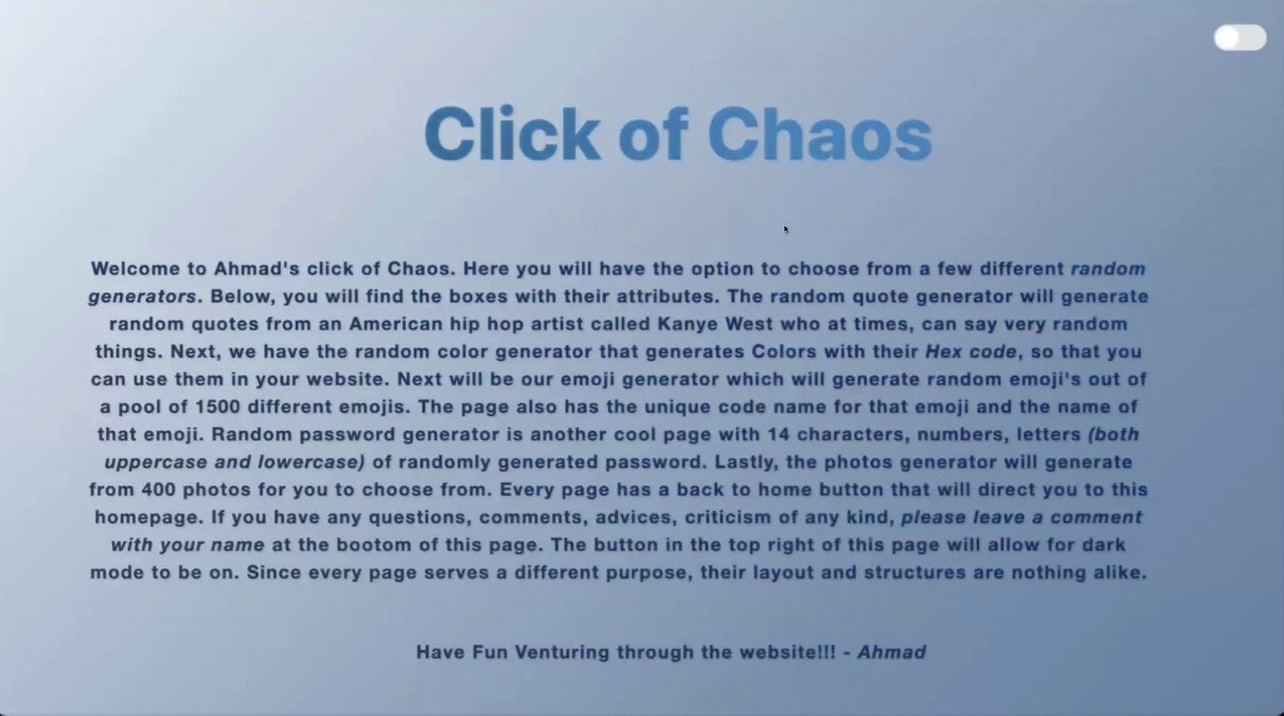 Click of Chaos
Welcome to Ahmad's click of Chaos. Here you will have the option to choose from a few different random
generators. Below, you will find the boxes with their attributes. The random quote generator will generate
random quotes from an American hip hop artist called Kanye West who at times, can say very random
things. Next, we have the random color generator that generates Colors with their Hex code, so that you
can use them in your website. Next will be our emoji generator which will generate random emoji's out of
a pool of 1500 different emojis. The page also has the unique code name for that emoji and the name of
that emoji. Random password generator is another cool page with 14 characters, numbers, letters (both
uppercase and lowercase) of randomly generated password. Lastly, the photos generator will generate
from 400 photos for you to choose from. Every page has a back to home button that will direct you to this
homepage. If you have any questions, comments, advices, criticism of any kind, please leave a comment
with your name at the bootom of this page. The button in the top right of this page will allow for dark
mode to be on. Since every page serves a different purpose, their layout and structures are nothing alike.
Have Fun Venturing through the website!!! - Ahmad